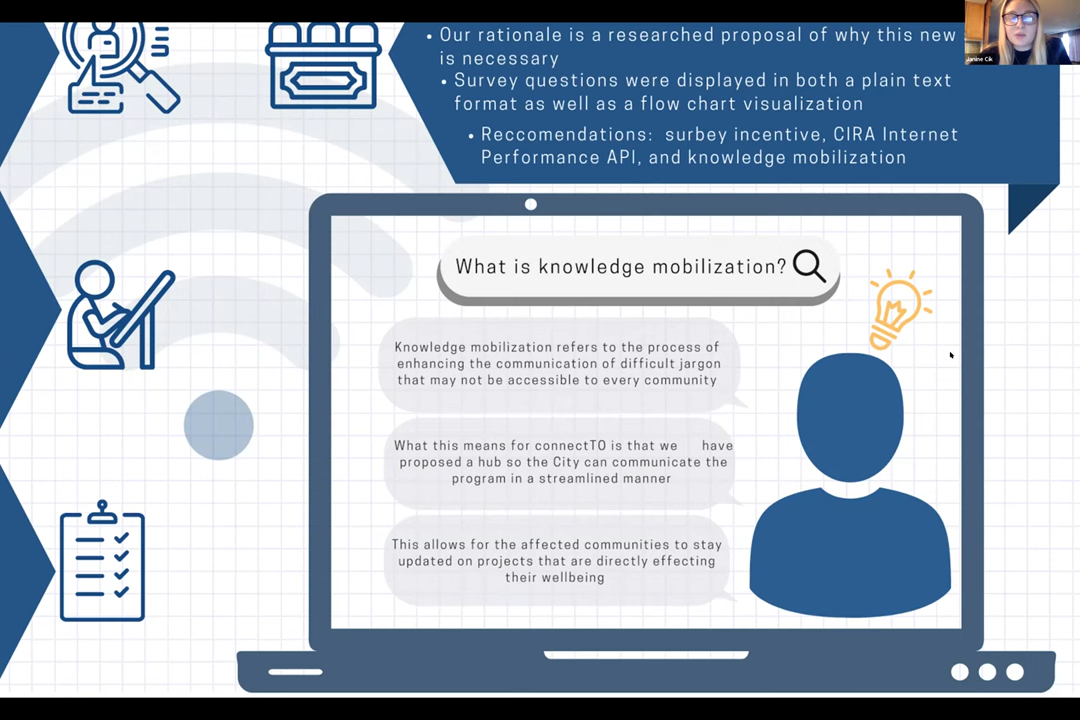 Our rationale is a researched proposal of why this new
is necessary
Survey questions were displayed in both a plain text
format as well as a flow chart visualization
Reccomendations: surbey incentive, CIRA Internet
Performance API, and knowledge mobilization
Janine Cik
What is knowledge mobilization?
Knowledge mobilization refers to the process of
enhancing the communication of difficult jargon
that may not be accessible to every community
What this means for connectTO is that we have
proposed a hub so the City can communicate the
program in a streamlined manner
This allows for the affected communities to stay
updated on projects that are directly effecting
their wellbeing